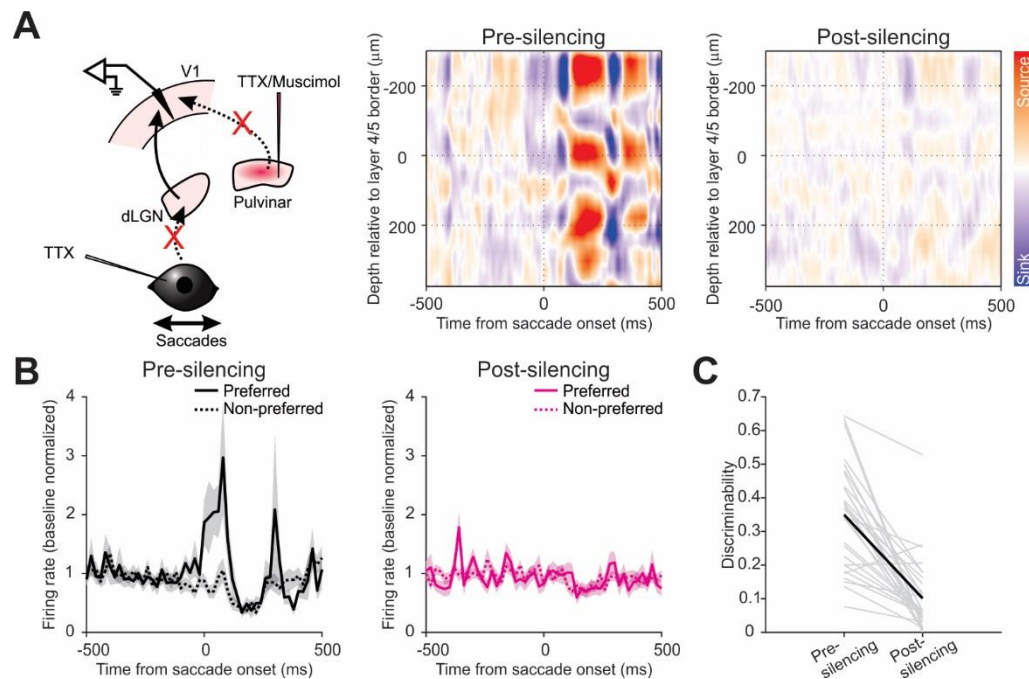 A
V1
TTX/Muscimol
X
Pulvinar
dLGN
X
TTX
Saccades
Pre-silencing
Depth relative to layer 4/5 border (µm)
-200
0
200
-500
0
500
Time from saccade onset (ms)
Post-silencing
Depth relative to layer 4/5 border (µm)
-200
0
200
-500
0
500
Time from saccade onset (ms)
Source
Sink
B
Pre-silencing
Preferred
Non-preferred
Firing rate (baseline normalized)
4
3
2
1
0
-500
0
500
Time from saccade onset (ms)
Post-silencing
Preferred
Non-preferred
Firing rate (baseline normalized)
4
3
2
1
0
-500
0
500
Time from saccade onset (ms)
C
Discriminability
0.7
0.6
0.5
0.4
0.3
0.2
0.1
0
Pre-
silencing
Post-
silencing